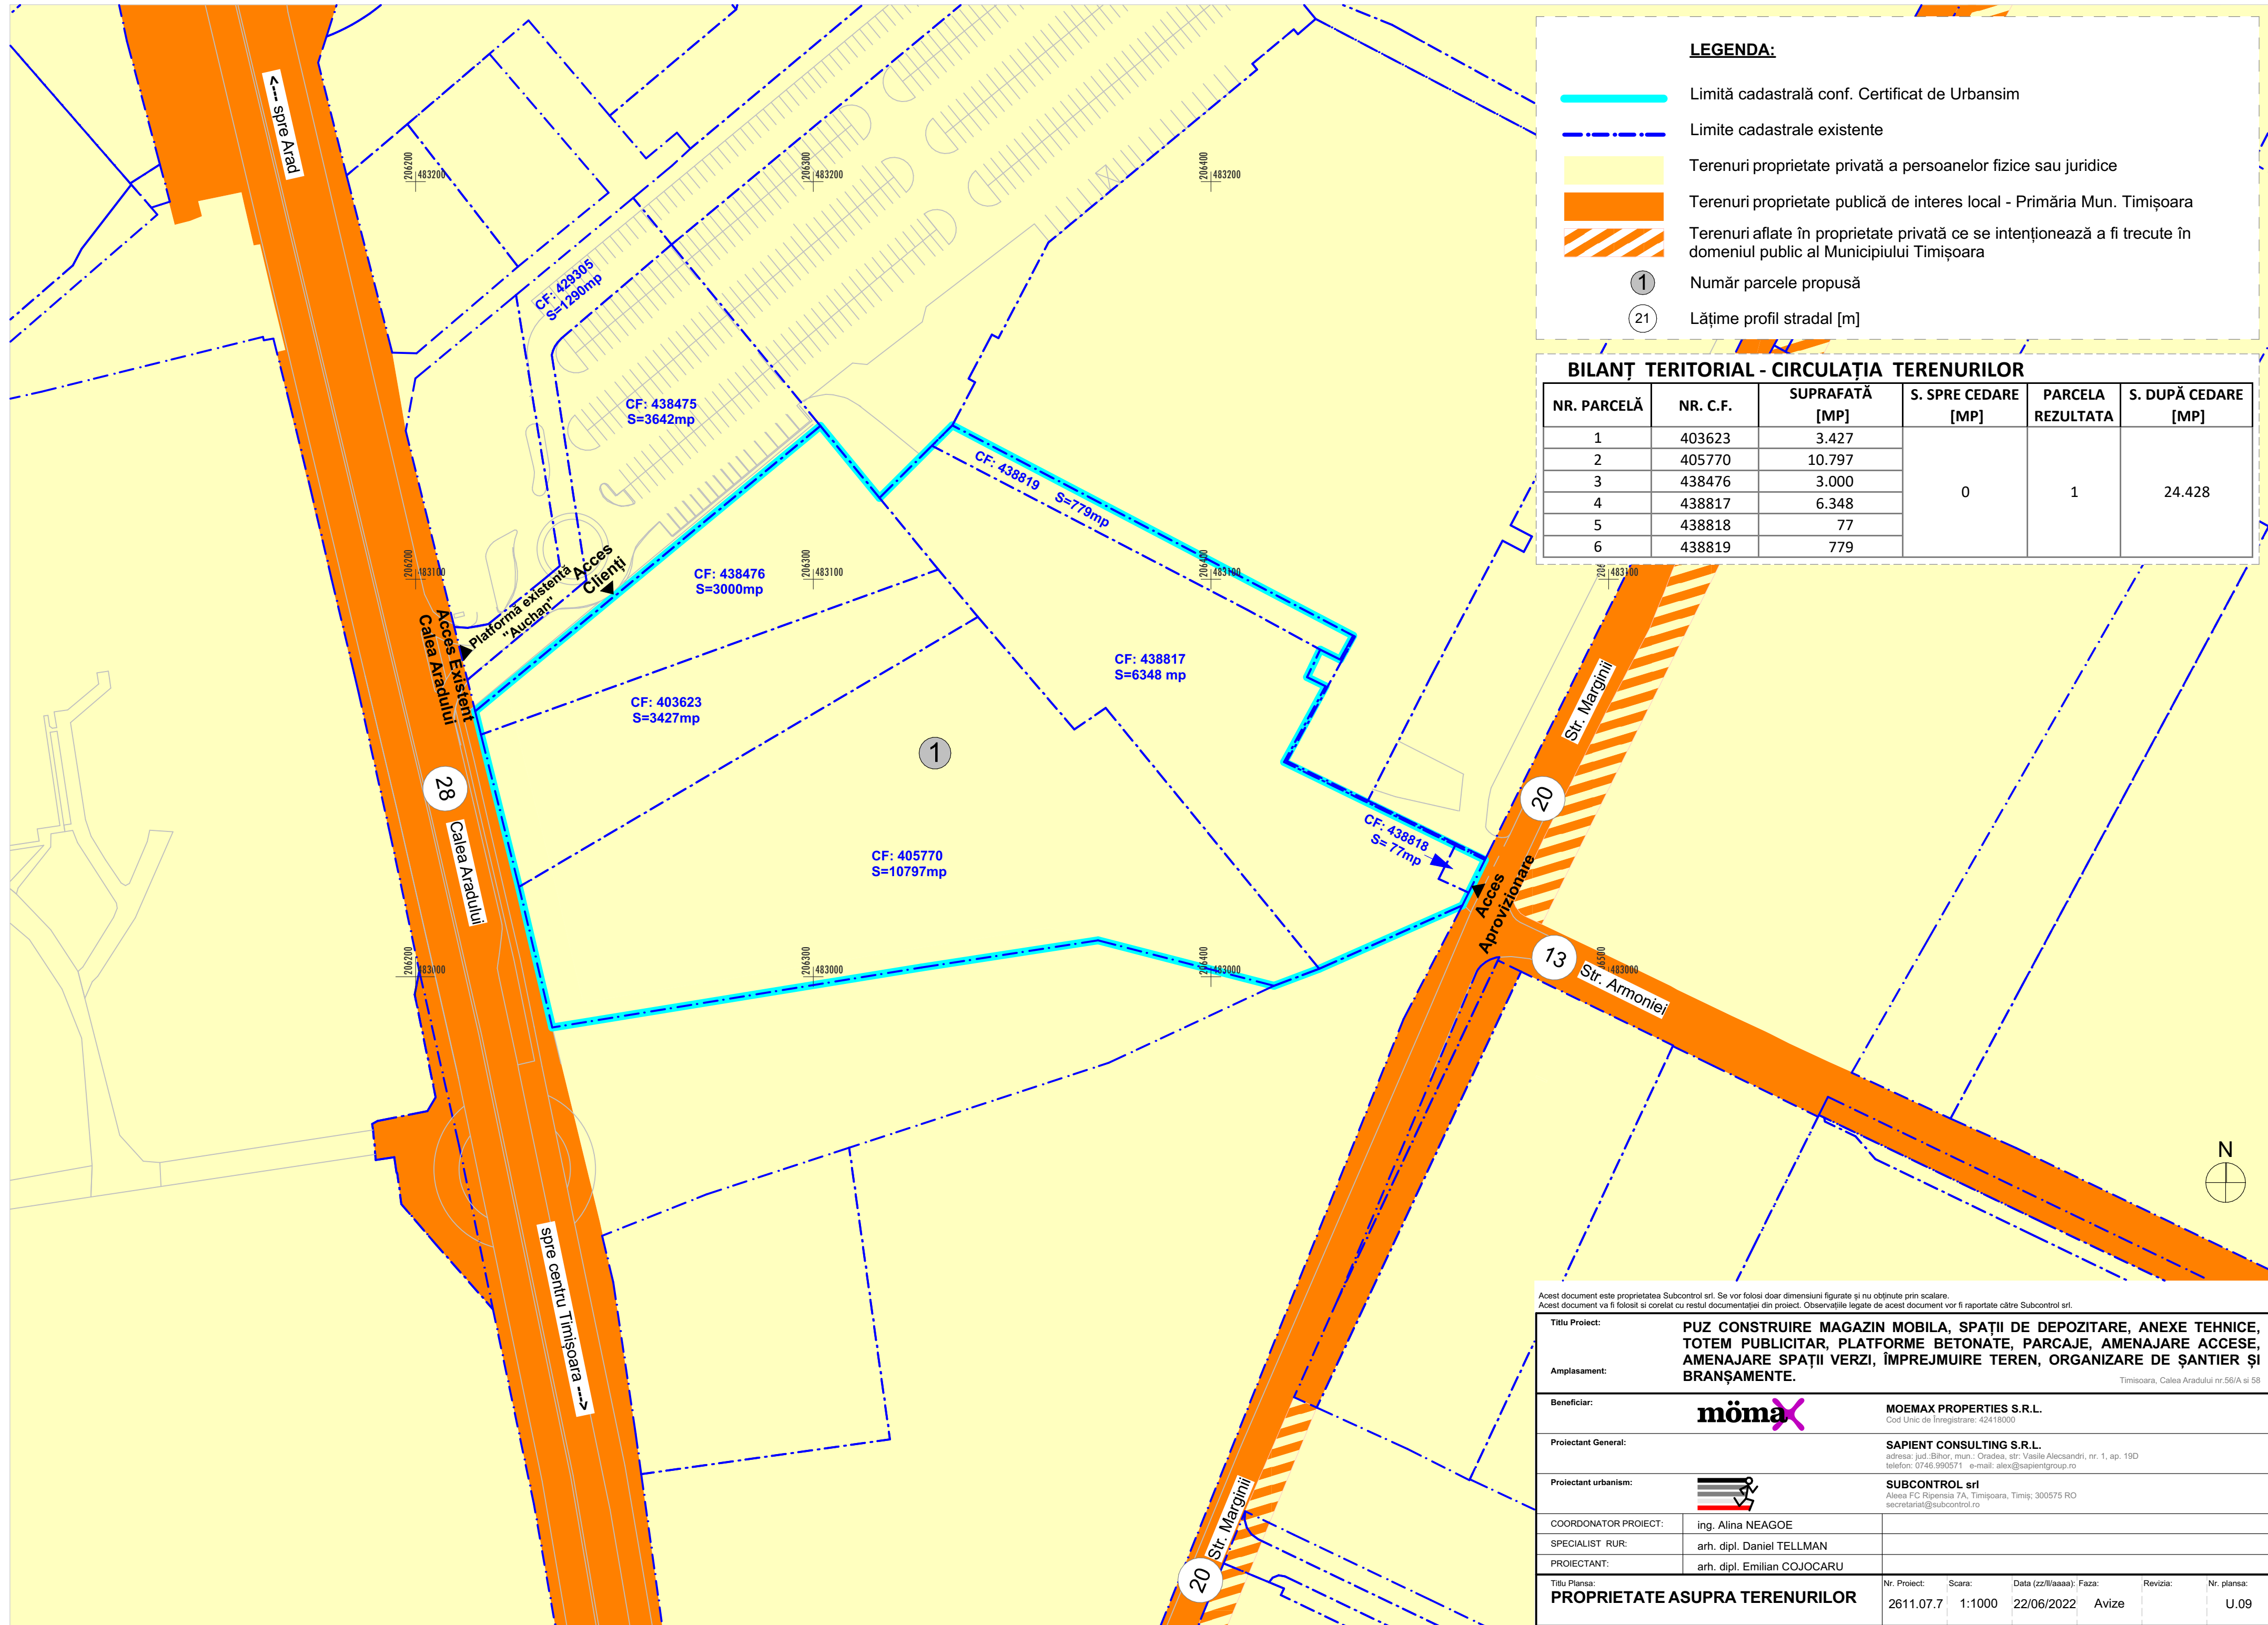 LEGENDA:
Limită cadastrală conf. Certificat de Urbansim
Limite cadastrale existente
Terenuri proprietate privată a persoanelor fizice sau juridice
Terenuri proprietate publică de interes local - Primăria Mun. Timișoara
Terenuri aflate în proprietate privată ce se intenționează a fi trecute în
domeniul public al Municipiului Timișoara
1 Număr parcele propusă
21 Lățime profil stradal [m]
BILANȚ TERITORIAL - CIRCULAȚIA TERENURILOR
NR. PARCELĂ NR. C.F. SUPRAFATĂ [MP] S. SPRE CEDARE [MP] PARCELA REZULTATA S. DUPĂ CEDARE [MP]
1 403623 3.427
2 405770 10.797
3 438476 3.000
0 1 24.428
4 438817 6.348
5 438818 77
6 438819 779
<--- spre Arad
206200 483200
206300 483200
206400 483200
CF: 429305
S=1290mp
CF: 438475
S=3642mp
CF: 438819 S=779mp
206200 483100
206300 483100
206400 483100
483100
Platformă existentă
"Auchan"
Acces
Clienți
CF: 438476
S=3000mp
Acces Existent
Calea Aradului
CF: 403623
S=3427mp
CF: 438817
S=6348 mp
Str. Marginii
1
28
Calea Aradului
20
CF: 438818
S= 77mp
CF: 405770
S=10797mp
Acces
Aprovizionare
206200 483000
206300 483000
206400 483000
483000
13
Str. Armoniei
N
spre centru Timișoara --->
Str. Marginii
20
Acest document este proprietatea Subcontrol srl. Se vor folosi doar dimensiuni figurate și nu obținute prin scalare.
Acest document va fi folosit si corelat cu restul documentației din proiect. Observațiile legate de acest document vor fi raportate către Subcontrol srl.
Titlu Proiect:
PUZ CONSTRUIRE MAGAZIN MOBILA, SPAȚII DE DEPOZITARE, ANEXE TEHNICE,
TOTEM PUBLICITAR, PLATFORME BETONATE, PARCAJE, AMENAJARE ACCESE,
AMENAJARE SPAȚII VERZI, ÎMPREJMUIRE TEREN, ORGANIZARE DE ȘANTIER ȘI
BRANȘAMENTE.
Amplasament:
Timisoara, Calea Aradului nr.56/A si 58
Beneficiar:
mömax
MOEMAX PROPERTIES S.R.L.
Cod Unic de Înregistrare: 42418000
Proiectant General:
SAPIENT CONSULTING S.R.L.
adresa: jud.:Bihor, mun.: Oradea, str: Vasile Alecsandri, nr. 1, ap. 19D
telefon: 0746.990571 e-mail: alex@sapientgroup.ro
Proiectant urbanism:
SUBCONTROL srl
Aleea FC Ripensia 7A, Timișoara, Timiș; 300575 RO
secretariat@subcontrol.ro
COORDONATOR PROIECT: ing. Alina NEAGOE
SPECIALIST RUR: arh. dipl. Daniel TELLMAN
PROIECTANT: arh. dipl. Emilian COJOCARU
Titlu Plansa:
PROPRIETATE ASUPRA TERENURILOR
Nr. Proiect: Scara: Data (zz/ll/aaaa): Faza: Revizia: Nr. plansa:
2611.07.7 1:1000 22/06/2022 Avize U.09